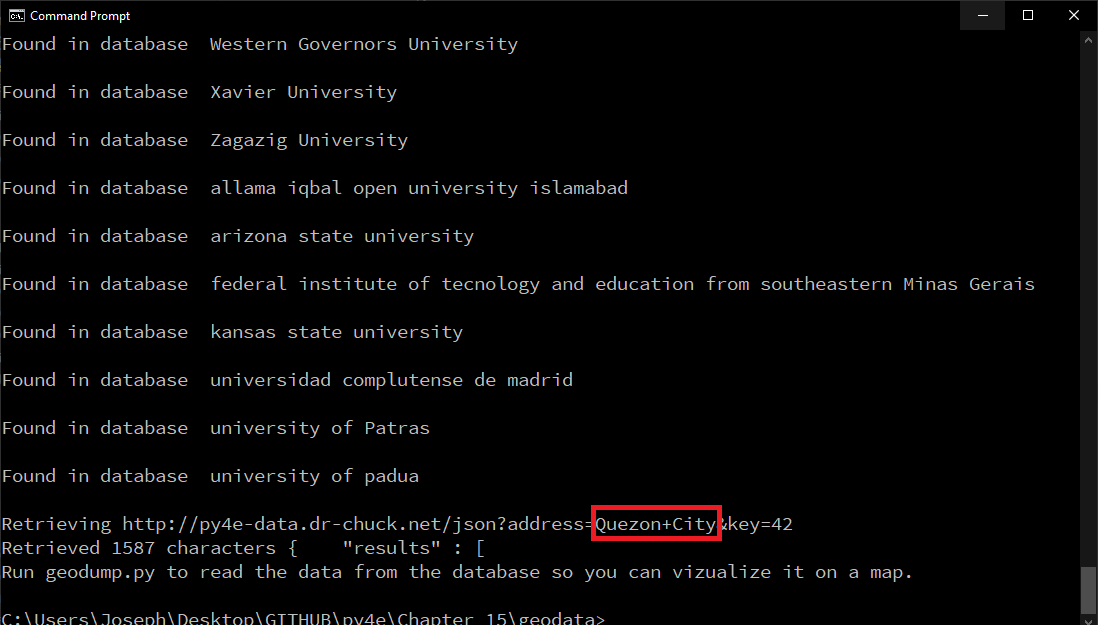 Command Prompt
Found in database  Western Governors University
Found in database  Xavier University
Found in database  Zagazig University
Found in database  allama iqbal open university islamabad
Found in database  arizona state university
Found in database  federal institute of tecnology and education from southeastern Minas Gerais
Found in database  kansas state university
Found in database  universidad complutense de madrid
Found in database  university of Patras
Found in database  university of padua
Retrieving http://py4e-data.dr-chuck.net/json?address=Quezon+City&key=42
Retrieved 1587 characters {    "results" : [
Run geodump.py to read the data from the database so you can vizualize it on a map.
C:\Users\Joseph\Desktop\GITHUB\py4e\Chapter 15\geodata>